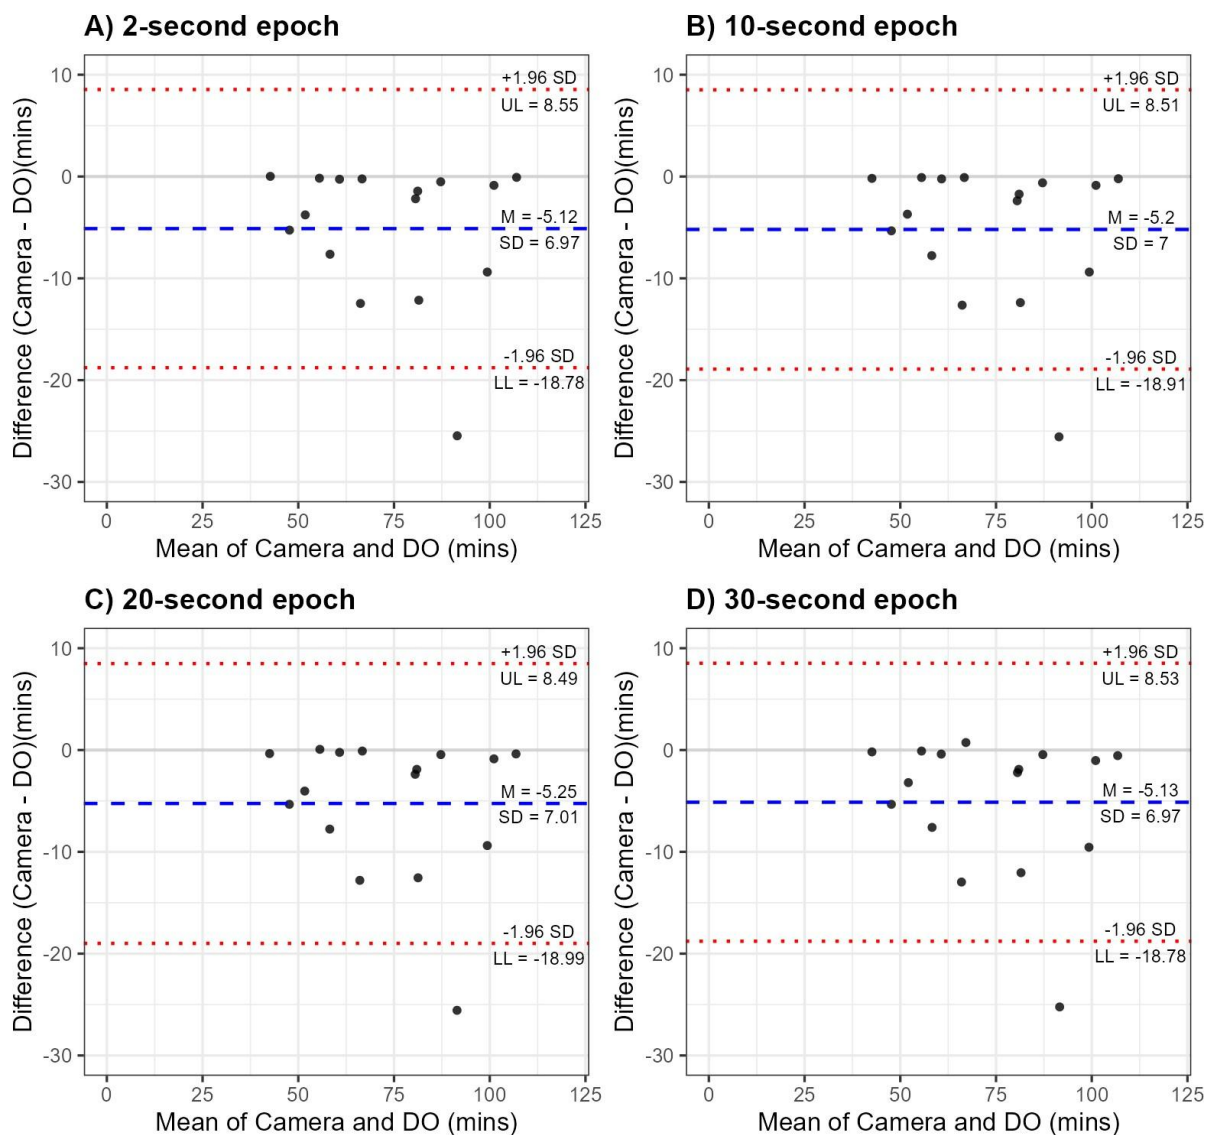 A) 2-second epoch
Difference (Camera - DO)(mins)
10
0
-10
-20
-30
+1.96 SD
UL = 8.55
M = -5.12
SD = 6.97
-1.96 SD
LL = -18.78
0 25 50 75 100 125
Mean of Camera and DO (mins)
B) 10-second epoch
Difference (Camera - DO)(mins)
10
0
-10
-20
-30
+1.96 SD
UL = 8.51
M = -5.2
SD = 7
-1.96 SD
LL = -18.91
0 25 50 75 100 125
Mean of Camera and DO (mins)
C) 20-second epoch
Difference (Camera - DO)(mins)
10
0
-10
-20
-30
+1.96 SD
UL = 8.49
M = -5.25
SD = 7.01
-1.96 SD
LL = -18.99
0 25 50 75 100 125
Mean of Camera and DO (mins)
D) 30-second epoch
Difference (Camera - DO)(mins)
10
0
-10
-20
-30
+1.96 SD
UL = 8.53
M = -5.13
SD = 6.97
-1.96 SD
LL = -18.78
0 25 50 75 100 125
Mean of Camera and DO (mins)